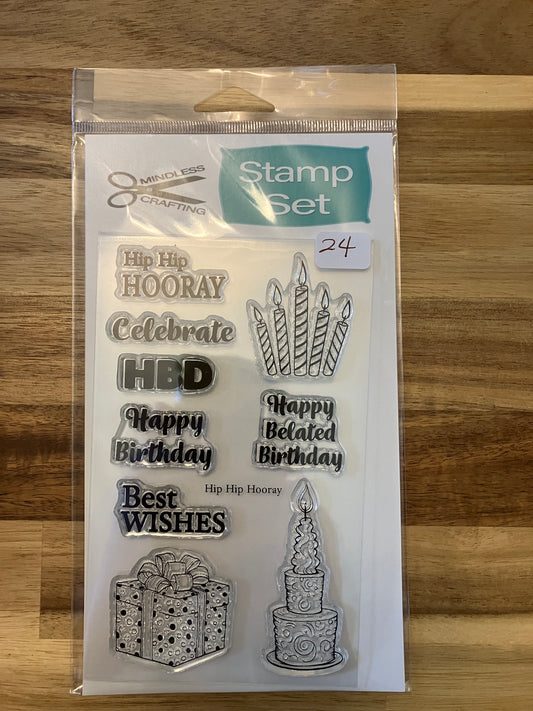 MINDLESS
CRAFTING
Stamp
Set
24
Hip Hip
HOORAY
Celebrate
HBD
Happy
Birthday
Happy
Belated
Birthday
Best
WISHES
Hip Hip Hooray